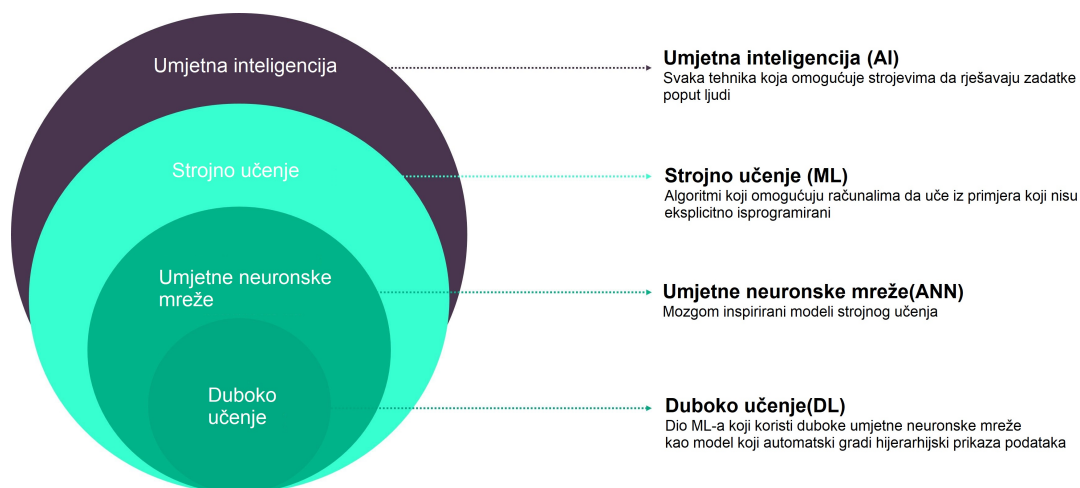 Umjetna inteligencija
Strojno učenje
Umjetne neuronske
mreže
Duboko
učenje
Umjetna inteligencija (AI)
Svaka tehnika koja omogućuje strojevima da rješavaju zadatke
poput ljudi
Strojno učenje (ML)
Algoritmi koji omogućuju računalima da uče iz primjera koji nisu
eksplicitno isprogramirani
Umjetne neuronske mreže(ANN)
Mozgom inspirirani modeli strojnog učenja
Duboko učenje(DL)
Dio ML-a koji koristi duboke umjetne neuronske mreže
kao model koji automatski gradi hijerarhijski prikaza podataka